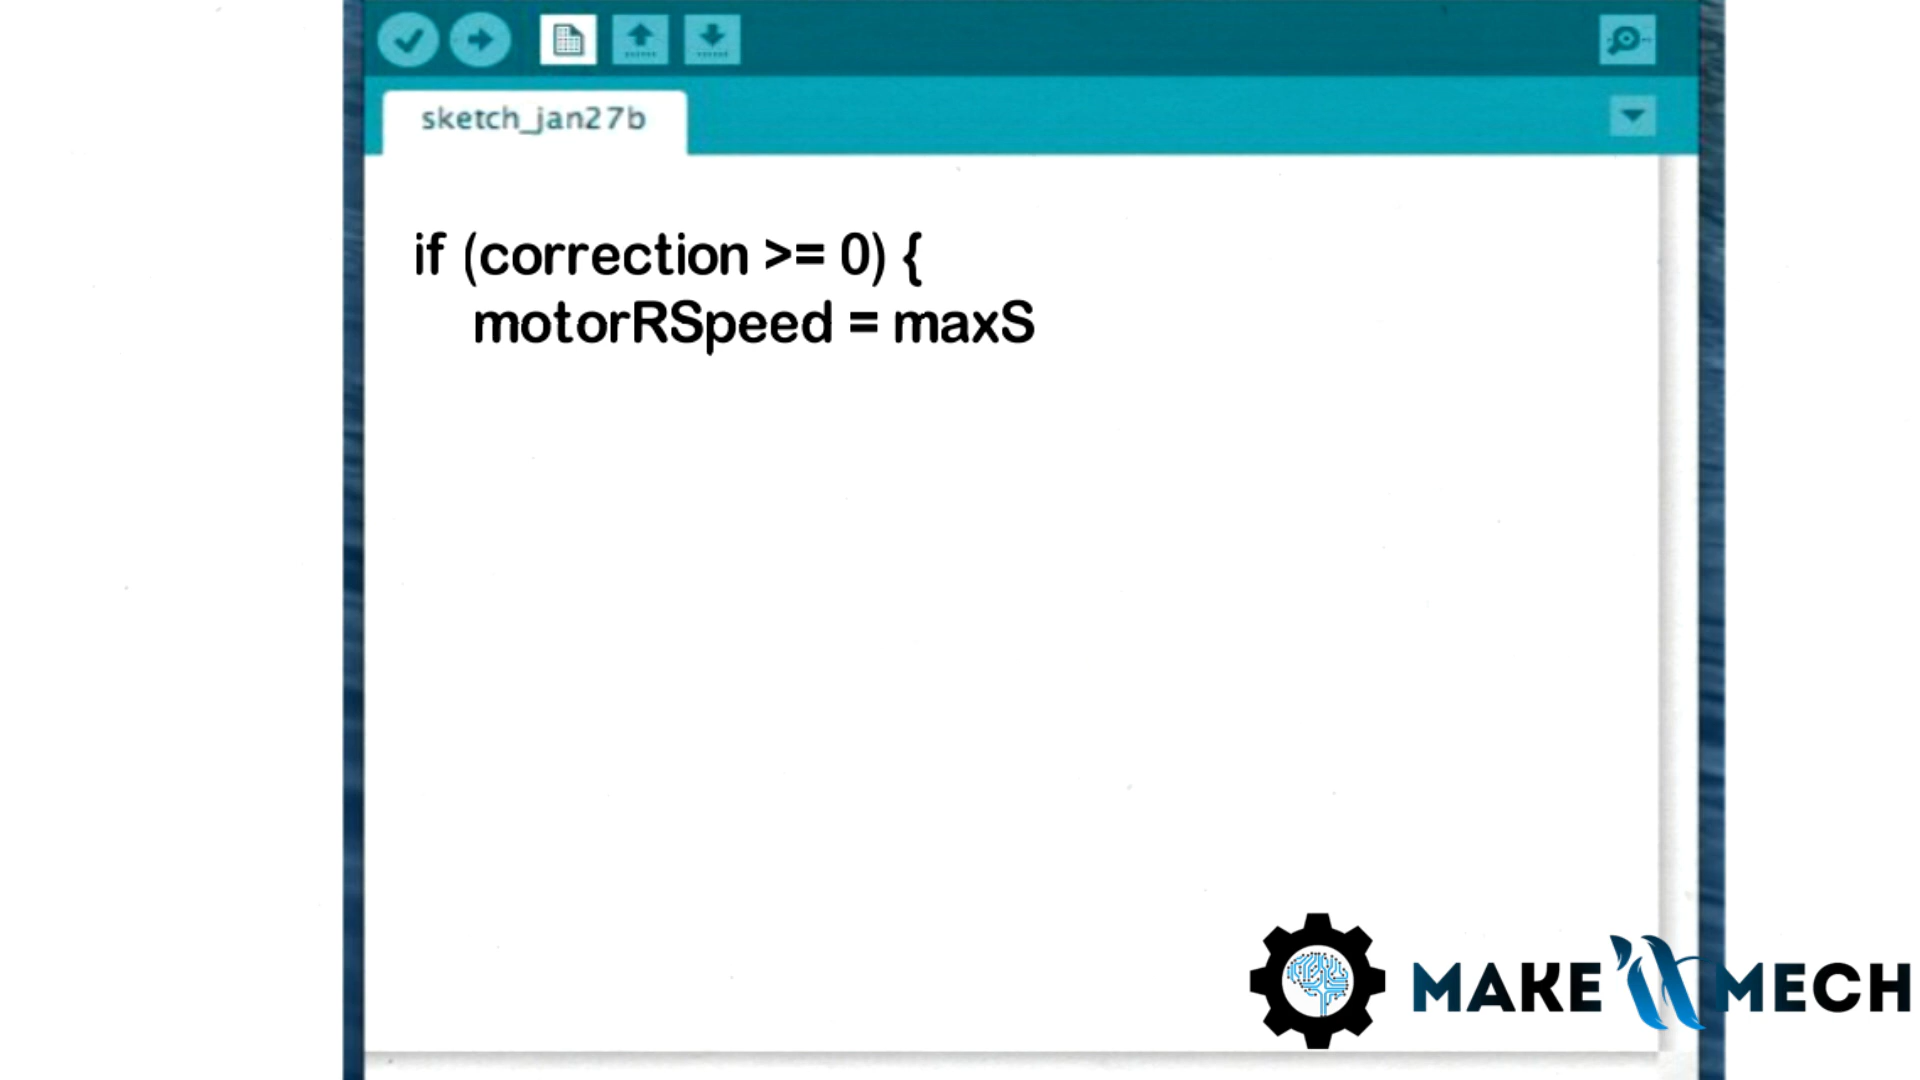 sketch_jan27b
if (correction >= 0) {
motorRSpeed = maxS
MAKE'N MECH